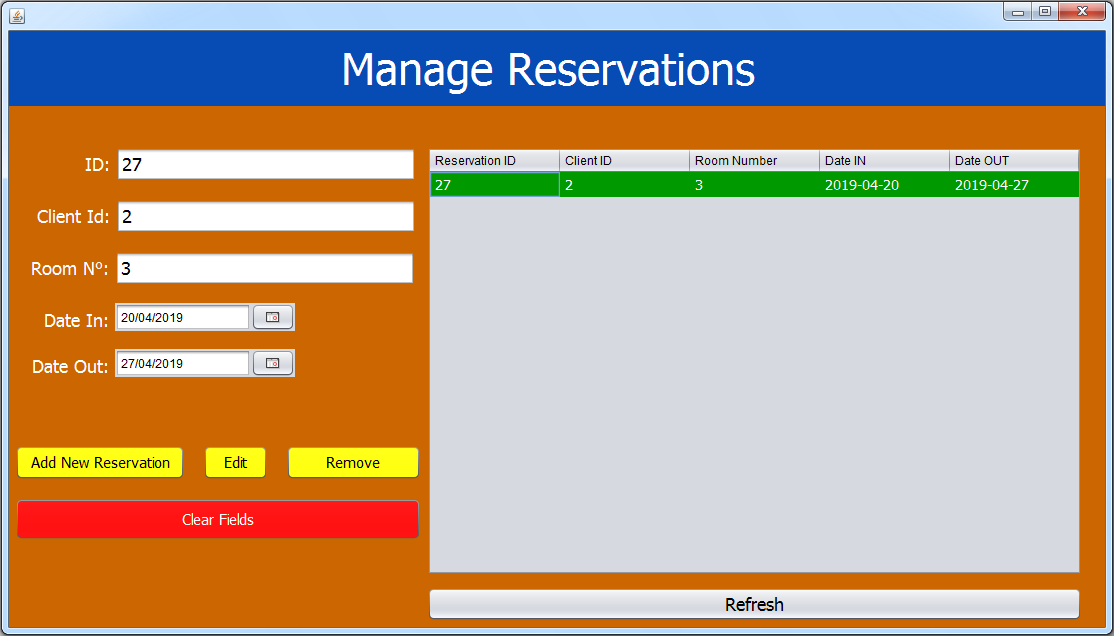 Manage Reservations
ID: 27
Client Id: 2
Room Nº: 3
Date In: 20/04/2019
Date Out: 27/04/2019
Add New Reservation Edit Remove
Clear Fields
Reservation ID Client ID Room Number Date IN Date OUT
27 2 3 2019-04-20 2019-04-27
Refresh